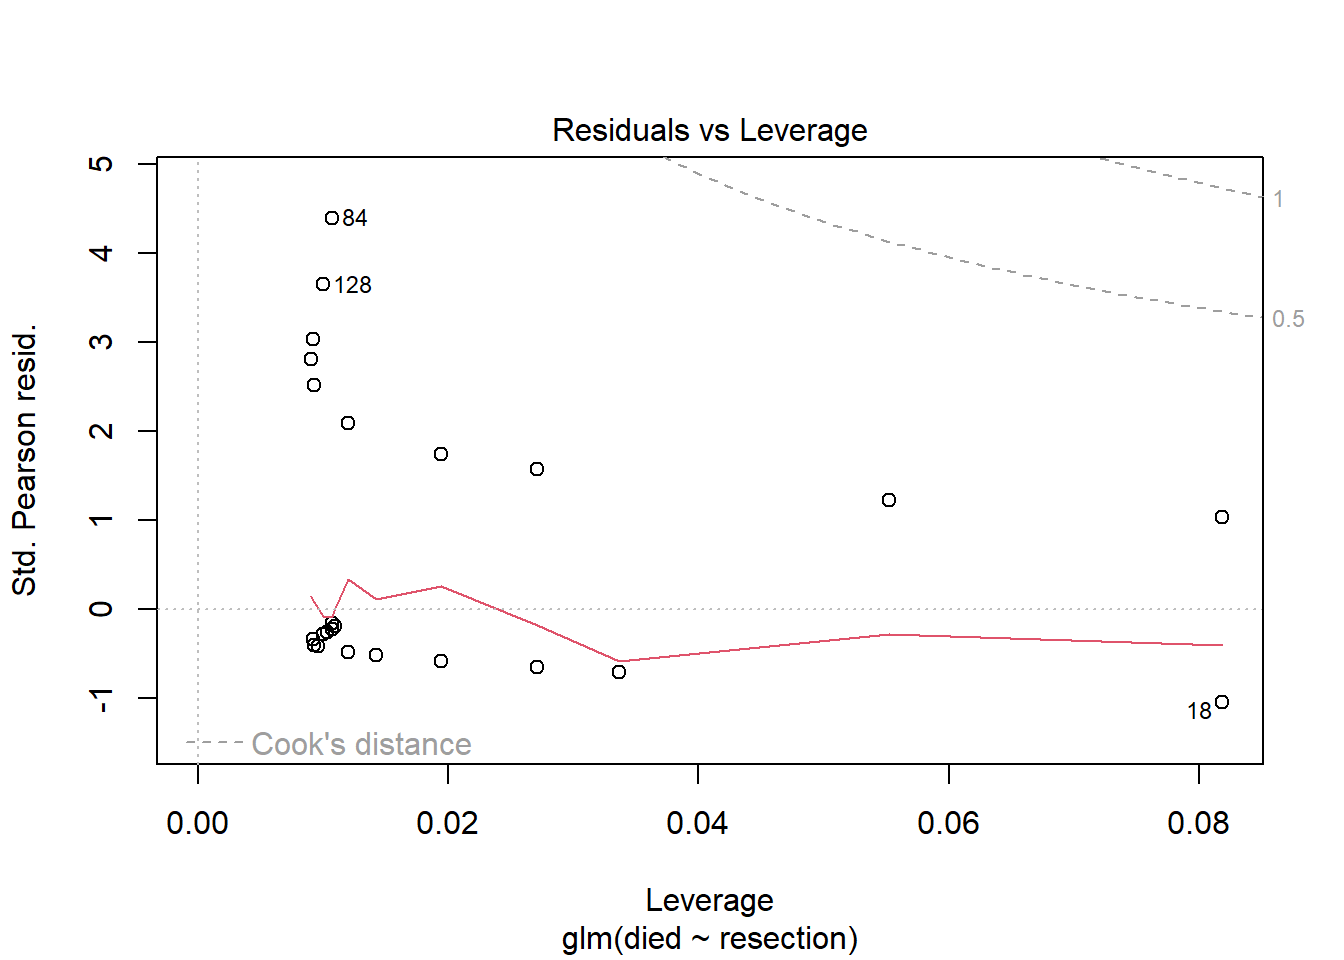 Residuals vs Leverage
Std. Pearson resid.
5
4
3
2
1
0
-1
84
128
18
1
0.5
Cook's distance
0.00 0.02 0.04 0.06 0.08
Leverage
glm(died ~ resection)